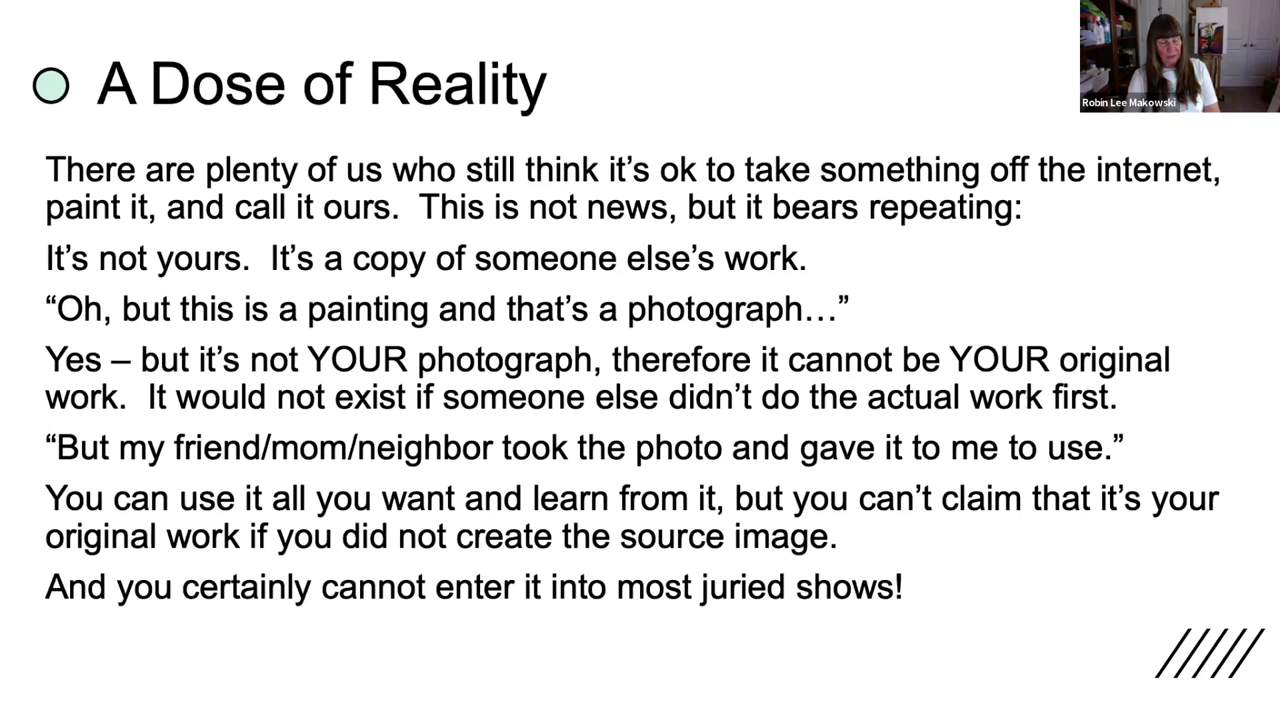 A Dose of Reality
Robin Lee Makowski
There are plenty of us who still think it’s ok to take something off the internet,
paint it, and call it ours.  This is not news, but it bears repeating:
It’s not yours.  It’s a copy of someone else’s work.
“Oh, but this is a painting and that’s a photograph…”
Yes – but it’s not YOUR photograph, therefore it cannot be YOUR original
work.  It would not exist if someone else didn’t do the actual work first.
“But my friend/mom/neighbor took the photo and gave it to me to use.”
You can use it all you want and learn from it, but you can’t claim that it’s your
original work if you did not create the source image.
And you certainly cannot enter it into most juried shows!